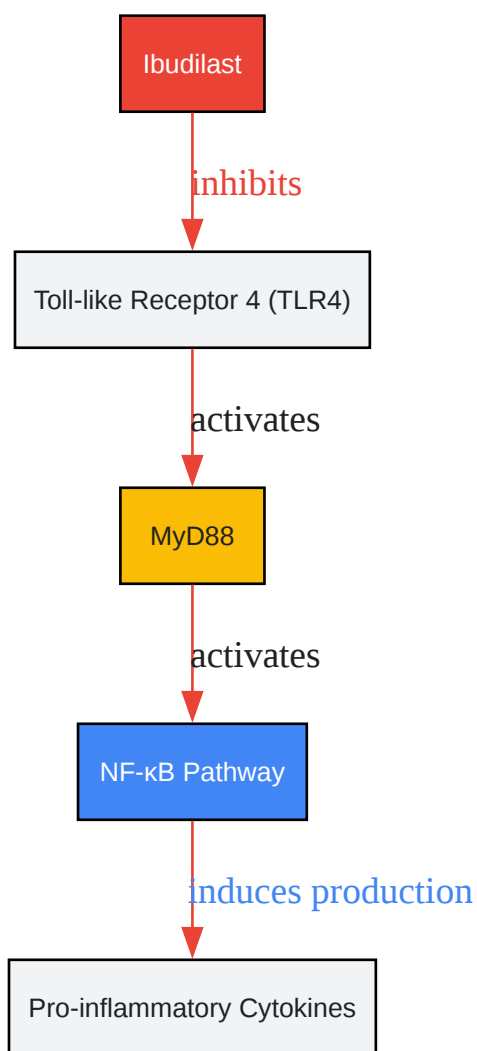 Ibudilast
inhibits
Toll-like Receptor 4 (TLR4)
activates
MyD88
activates
NF-κB Pathway
induces production
Pro-inflammatory Cytokines